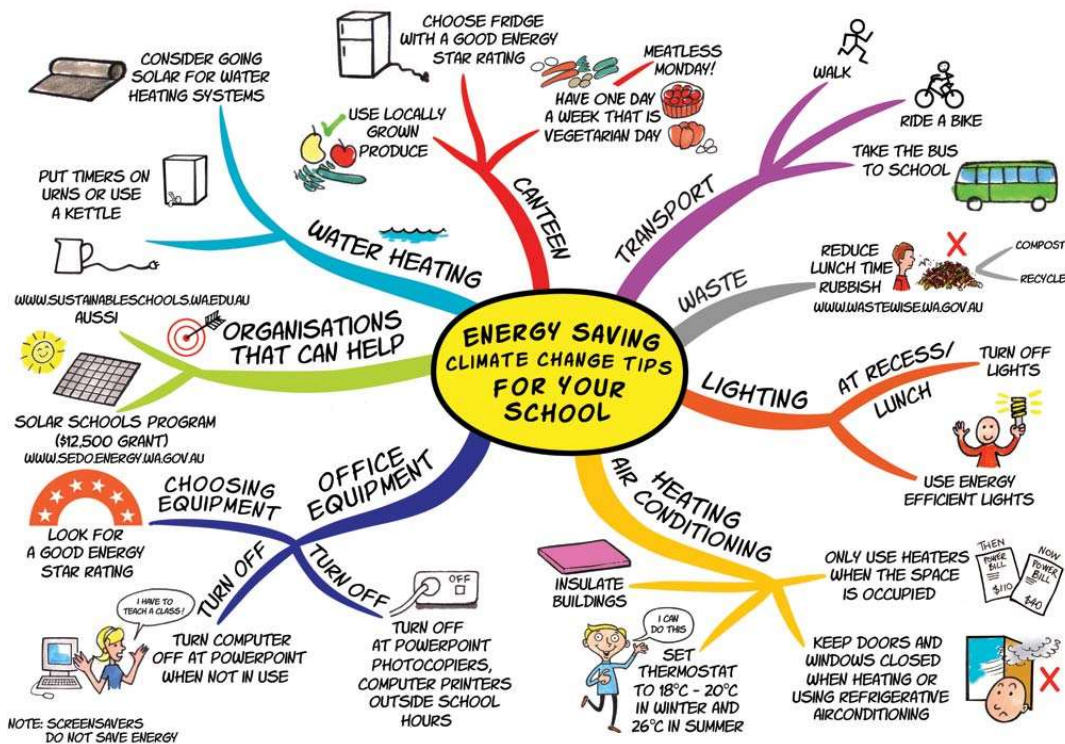 ENERGY SAVING
CLIMATE CHANGE TIPS
FOR YOUR
SCHOOL
WATER HEATING
CONSIDER GOING
SOLAR FOR WATER
HEATING SYSTEMS
PUT TIMERS ON
URNS OR USE
A KETTLE
CANTEEN
CHOOSE FRIDGE
WITH A GOOD ENERGY
STAR RATING
USE LOCALLY
GROWN
PRODUCE
MEATLESS
MONDAY!
HAVE ONE DAY
A WEEK THAT IS
VEGETARIAN DAY
TRANSPORT
WALK
RIDE A BIKE
TAKE THE BUS
TO SCHOOL
WASTE
REDUCE
LUNCH TIME
RUBBISH
WWW.WASTEWISE.WA.GOV.AU
COMPOST
RECYCLE
LIGHTING
AT RECESS/
LUNCH
TURN OFF
LIGHTS
USE ENERGY
EFFICIENT LIGHTS
HEATING
AIR CONDITIONING
ONLY USE HEATERS
WHEN THE SPACE
IS OCCUPIED
THEN
POWER
BILL
$110
NOW
POWER
BILL
$40
KEEP DOORS AND
WINDOWS CLOSED
WHEN HEATING OR
USING REFRIGERATIVE
AIRCONDITIONING
INSULATE
BUILDINGS
I CAN
DO THIS
SET
THERMOSTAT
TO 18°C - 20°C
IN WINTER AND
26°C IN SUMMER
OFFICE
EQUIPMENT
CHOOSING
EQUIPMENT
LOOK FOR
A GOOD ENERGY
STAR RATING
TURN OFF
I HAVE TO
TEACH A CLASS!
TURN COMPUTER
OFF AT POWERPOINT
WHEN NOT IN USE
TURN OFF
OFF
TURN OFF
AT POWERPOINT
PHOTOCOPIERS,
COMPUTER PRINTERS
OUTSIDE SCHOOL
HOURS
NOTE: SCREENSAVERS
DO NOT SAVE ENERGY
ORGANISATIONS
THAT CAN HELP
WWW.SUSTAINABLESCHOOLS.WA.EDU.AU
AUSSI
SOLAR SCHOOLS PROGRAM
($12,500 GRANT)
WWW.SEDO.ENERGY.WA.GOV.AU